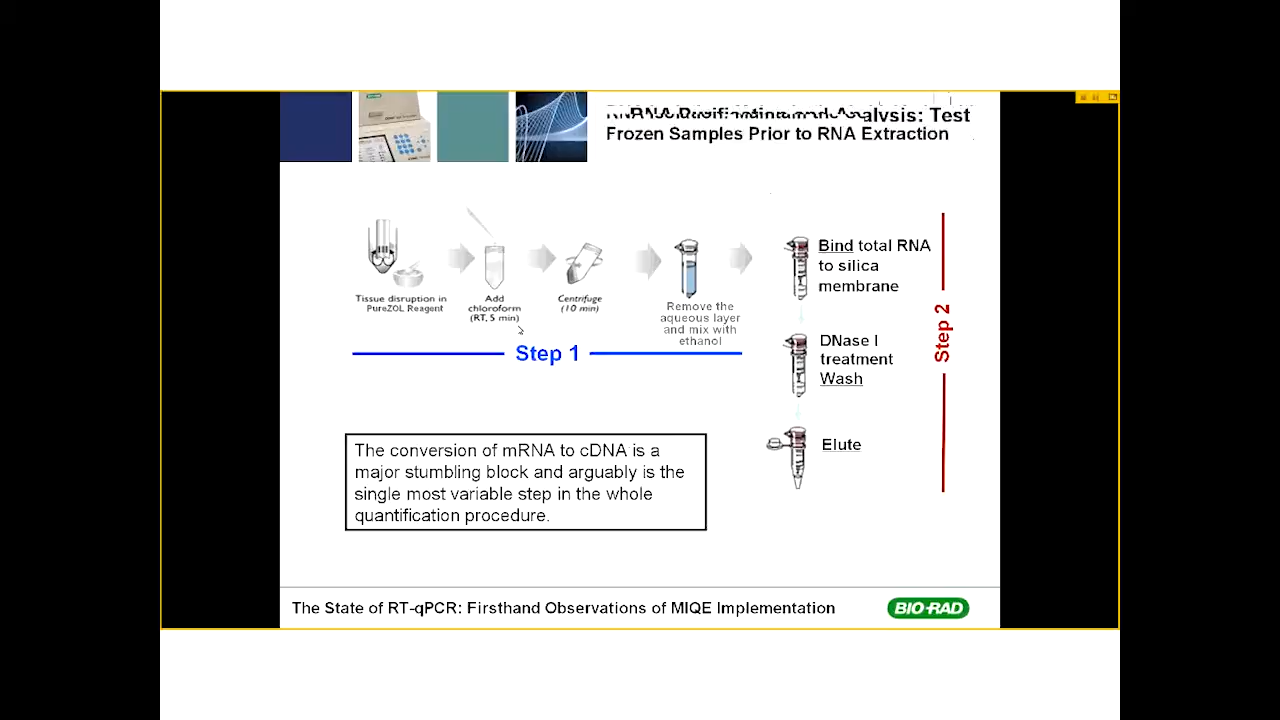 Analysis: Test
Frozen Samples Prior to RNA Extraction
Tissue disruption in
PureZOL Reagent
Add
chloroform
(RT, 5 min)
Centrifuge
(10 min)
Remove the
aqueous layer
and mix with
ethanol
Step 1
Bind total RNA
to silica
membrane
DNase I
treatment
Wash
Elute
Step 2
The conversion of mRNA to cDNA is a
major stumbling block and arguably is the
single most variable step in the whole
quantification procedure.
The State of RT-qPCR: Firsthand Observations of MIQE Implementation
BIO-RAD